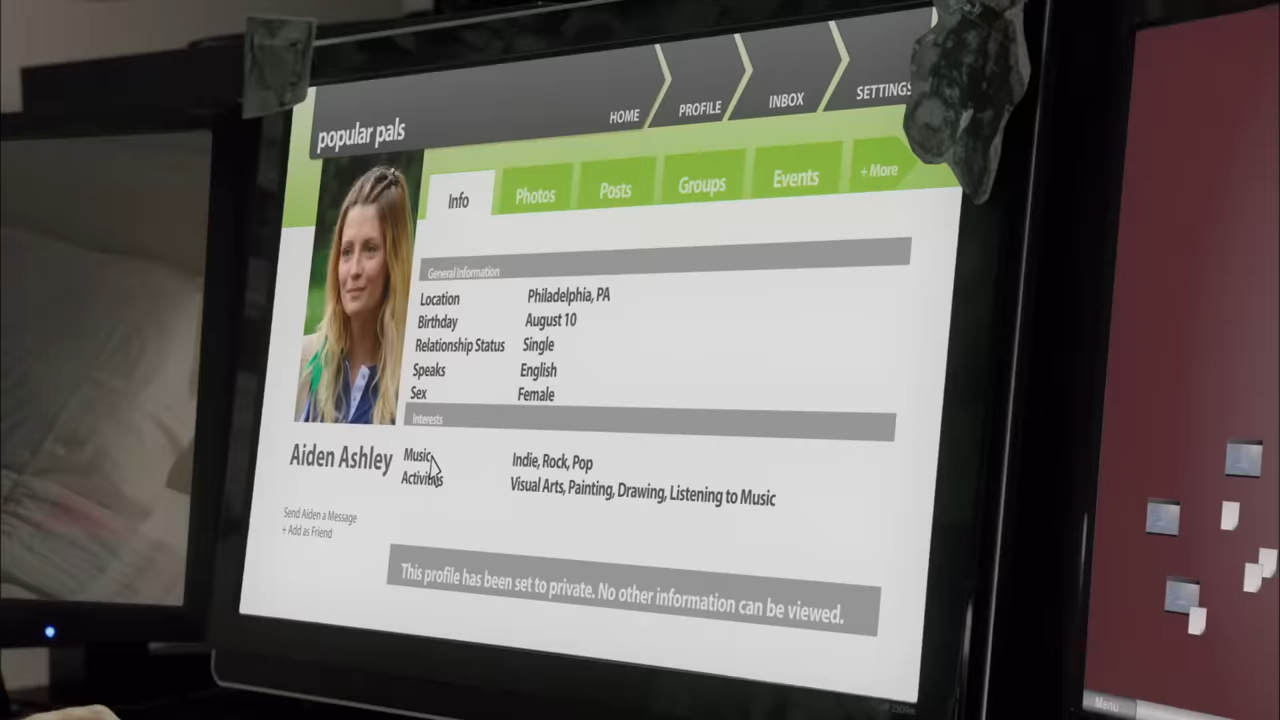 popular pals
HOME PROFILE INBOX SETTINGS
Info Photos Posts Groups Events + More
General Information
Location Philadelphia, PA
Birthday August 10
Relationship Status Single
Speaks English
Sex Female
Interests
Aiden Ashley
Music Indie, Rock, Pop
Activities Visual Arts, Painting, Drawing, Listening to Music
Send Aiden a Message
+ Add as Friend
This profile has been set to private. No other information can be viewed.
Menu